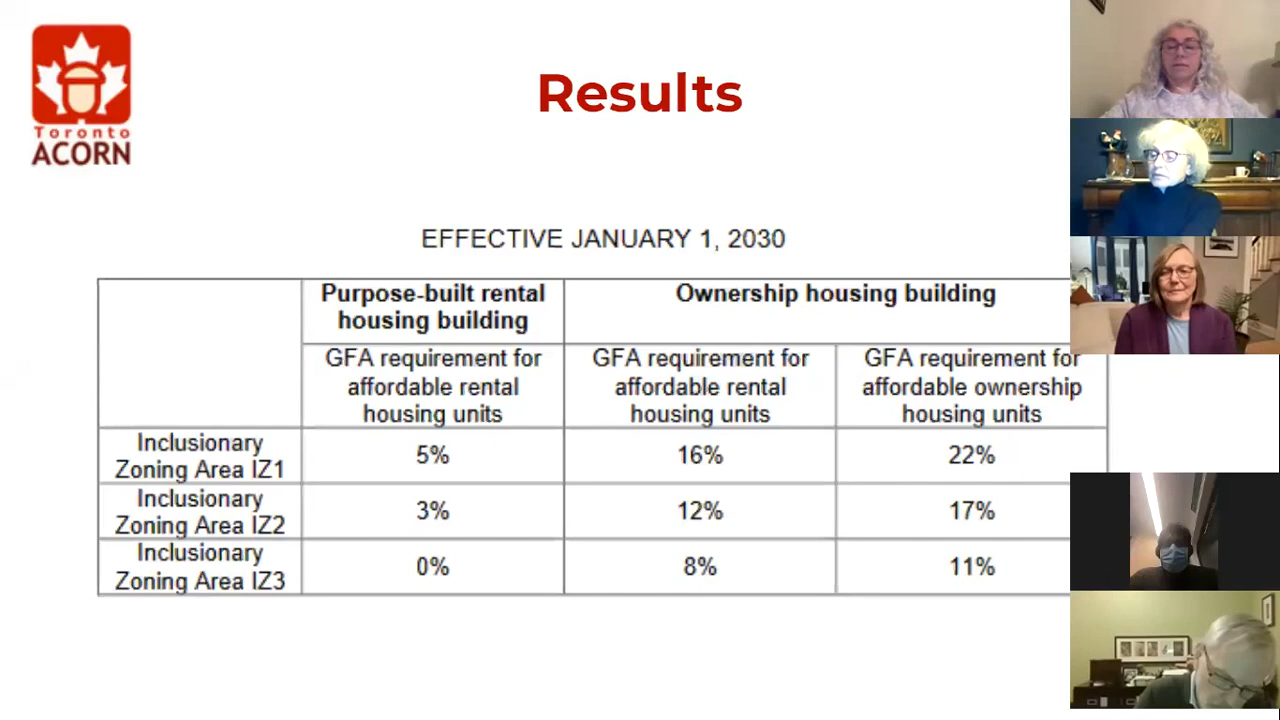 Toronto
ACORN
Results
EFFECTIVE JANUARY 1, 2030
Purpose-built rental
housing building
Ownership housing building
GFA requirement for
affordable rental
housing units
GFA requirement for
affordable rental
housing units
GFA requirement for
affordable ownership
housing units
Inclusionary
Zoning Area IZ1
5%
16%
22%
Inclusionary
Zoning Area IZ2
3%
12%
17%
Inclusionary
Zoning Area IZ3
0%
8%
11%